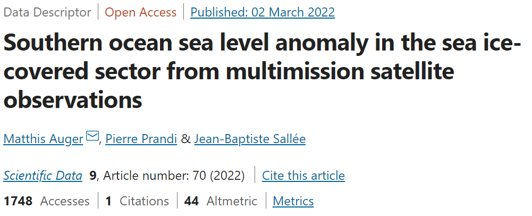 Data Descriptor | Open Access | Published: 02 March 2022
Southern ocean sea level anomaly in the sea ice-
covered sector from multimission satellite
observations
Matthis Auger, Pierre Prandi & Jean-Baptiste Sallée
Scientific Data 9, Article number: 70 (2022) | Cite this article
1748 Accesses | 1 Citations | 44 Altmetric | Metrics